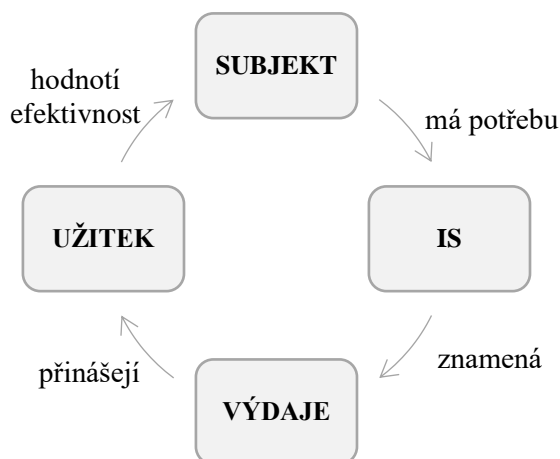 SUBJEKT
má potřebu
IS
znamená
VÝDAJE
přinášejí
UŽITEK
hodnotí
efektivnost